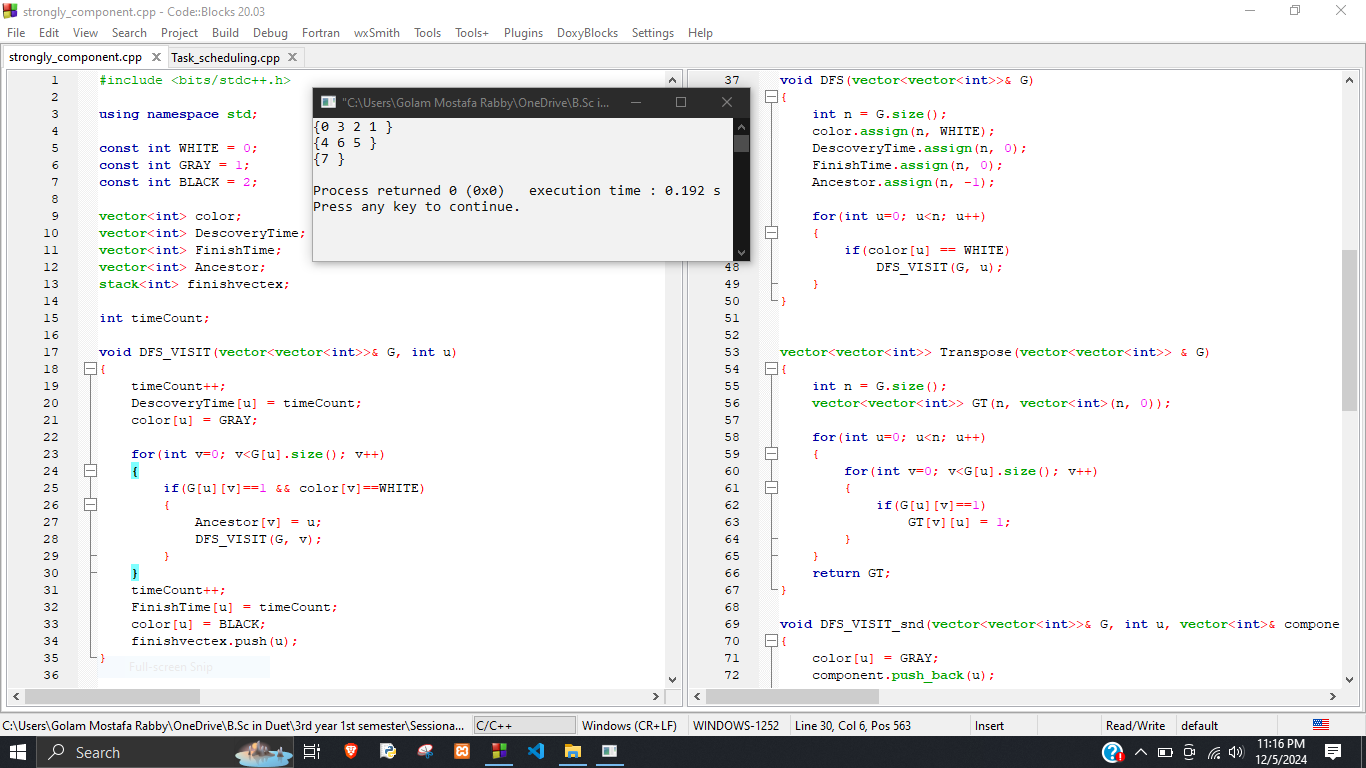 strongly_component.cpp - Code::Blocks 20.03
File Edit View Search Project Build Debug Fortran wxSmith Tools Tools+ Plugins DoxyBlocks Settings Help
strongly_component.cpp Task_scheduling.cpp
1 #include <bits/stdc++.h>
2
3 using namespace std;
4
5 const int WHITE = 0;
6 const int GRAY = 1;
7 const int BLACK = 2;
8
9 vector<int> color;
10 vector<int> DescoveryTime;
11 vector<int> FinishTime;
12 vector<int> Ancestor;
13 stack<int> finishvectex;
14
15 int timeCount;
16
17 void DFS_VISIT(vector<vector<int>>& G, int u)
18 {
19 timeCount++;
20 DescoveryTime[u] = timeCount;
21 color[u] = GRAY;
22
23 for(int v=0; v<G[u].size(); v++)
24 {
25 if(G[u][v]==1 && color[v]==WHITE)
26 {
27 Ancestor[v] = u;
28 DFS_VISIT(G, v);
29 }
30 }
31 timeCount++;
32 FinishTime[u] = timeCount;
33 color[u] = BLACK;
34 finishvectex.push(u);
35 }
36
Full-screen Snip
"C:\Users\Golam Mostafa Rabby\OneDrive\B.Sc in...
{0 3 2 1 }
{4 6 5 }
{7 }
Process returned 0 (0x0) execution time : 0.192 s
Press any key to continue.
37 void DFS(vector<vector<int>>& G)
{
int n = G.size();
color.assign(n, WHITE);
DescoveryTime.assign(n, 0);
FinishTime.assign(n, 0);
Ancestor.assign(n, -1);
for(int u=0; u<n; u++)
{
if(color[u] == WHITE)
48 DFS_VISIT(G, u);
49 }
50 }
51
52
53 vector<vector<int>> Transpose(vector<vector<int>> & G)
54 {
55 int n = G.size();
56 vector<vector<int>> GT(n, vector<int>(n, 0));
57
58 for(int u=0; u<n; u++)
59 {
60 for(int v=0; v<G[u].size(); v++)
61 {
62 if(G[u][v]==1)
63 GT[v][u] = 1;
64 }
65 }
66 return GT;
67 }
68
69 void DFS_VISIT_snd(vector<vector<int>>& G, int u, vector<int>& compone
70 {
71 color[u] = GRAY;
72 component.push_back(u);
C:\Users\Golam Mostafa Rabby\OneDrive\B.Sc in Duet\3rd year 1st semester\Sessiona... C/C++ Windows (CR+LF) WINDOWS-1252 Line 30, Col 6, Pos 563 Insert Read/Write default
Search
11:16 PM
12/5/2024